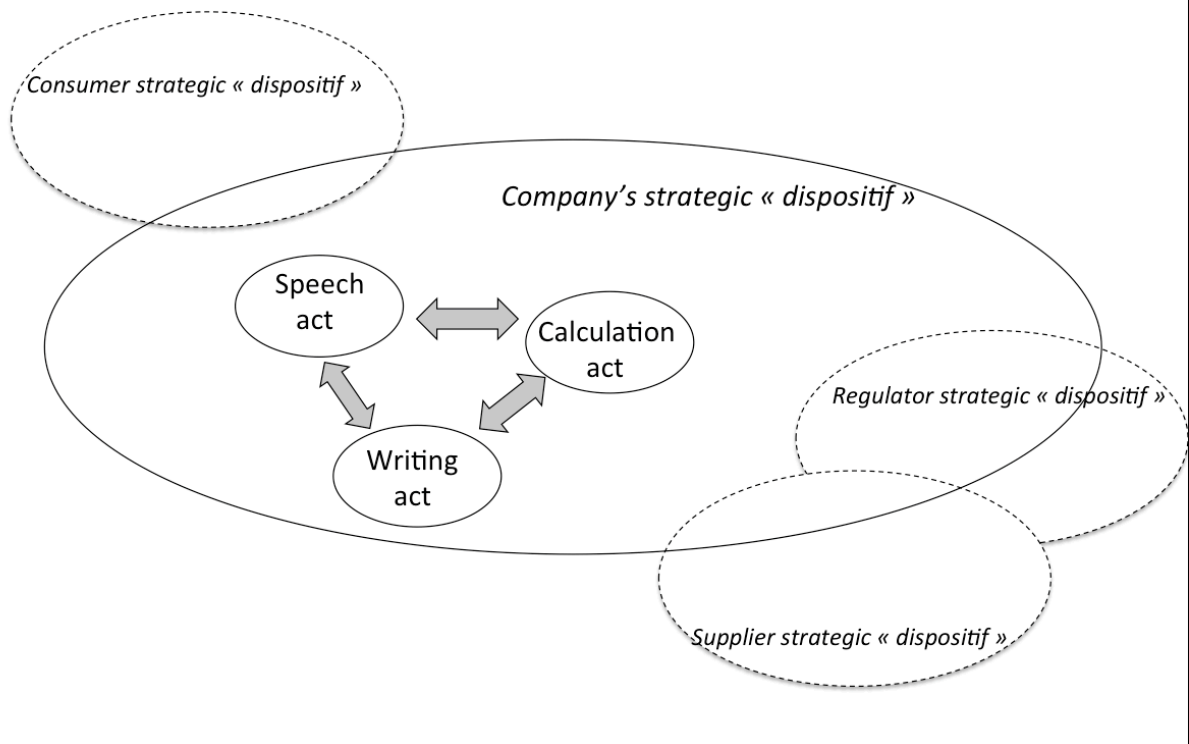 Consumer strategic « dispositif »
Company’s strategic « dispositif »
Speech
act
Calculation
act
Regulator strategic « dispositif »
Writing
act
Supplier strategic « dispositif »